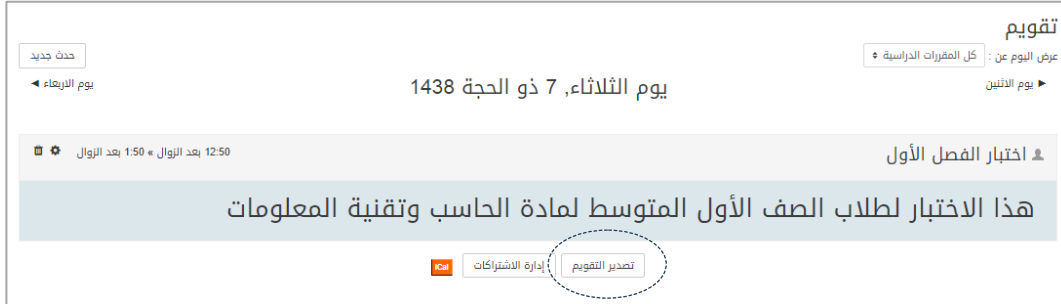 تقويم
عرض اليوم عن : كل المقررات الدراسية
حدث جديد
◄ يوم الاثنين
يوم الثلاثاء, 7 ذو الحجة 1438
يوم الاربعاء ►
اختبار الفصل الأول
12:50 بعد الزوال » 1:50 بعد الزوال
هذا الاختبار لطلاب الصف الأول المتوسط لمادة الحاسب وتقنية المعلومات
تصدير التقويم
إدارة الاشتراكات
iCal